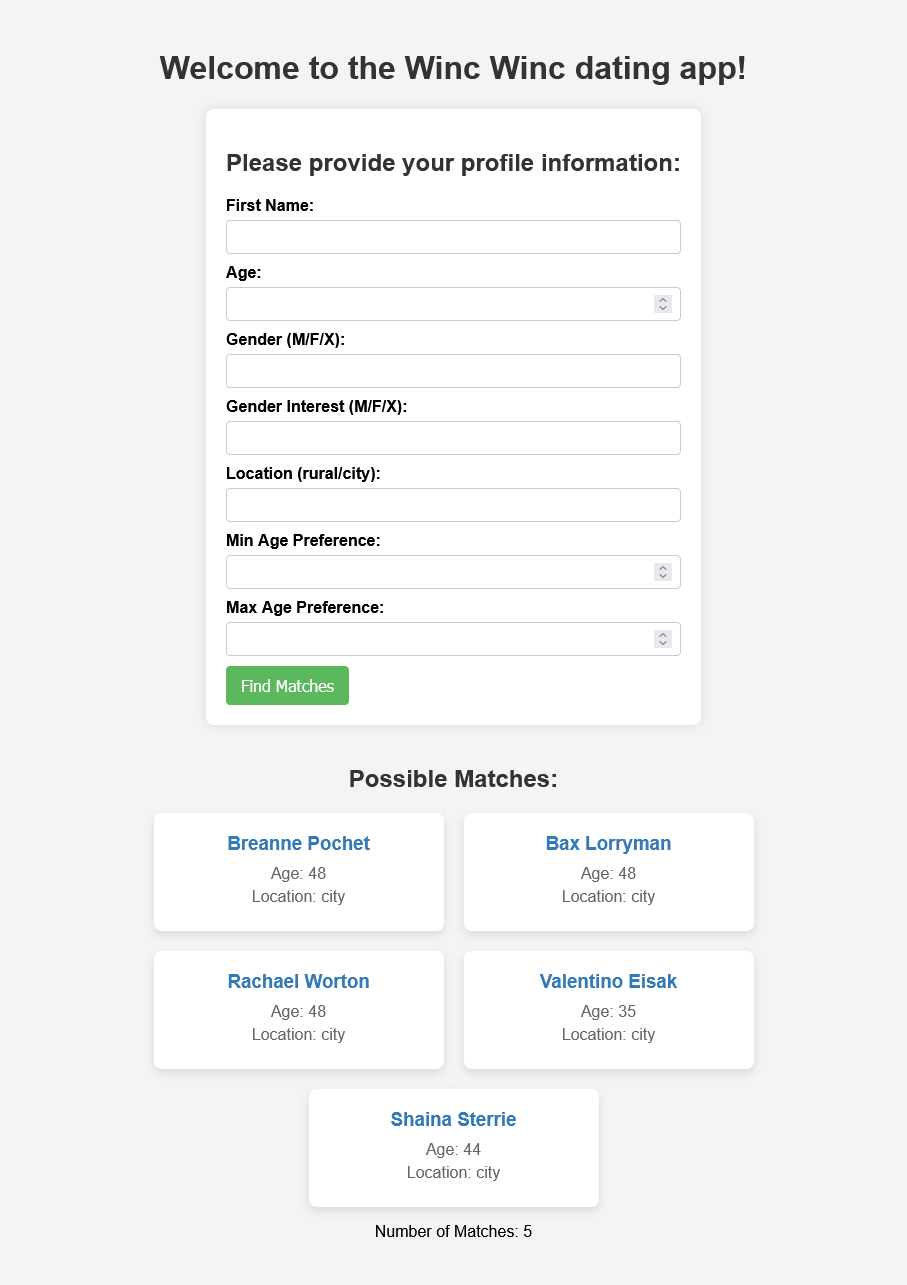 Welcome to the Winc Winc dating app!
Please provide your profile information:
First Name:
Age:
Gender (M/F/X):
Gender Interest (M/F/X):
Location (rural/city):
Min Age Preference:
Max Age Preference:
Find Matches
Possible Matches:
Breanne Pochet
Age: 48
Location: city
Bax Lorryman
Age: 48
Location: city
Rachael Worton
Age: 48
Location: city
Valentino Eisak
Age: 35
Location: city
Shaina Sterrie
Age: 44
Location: city
Number of Matches: 5